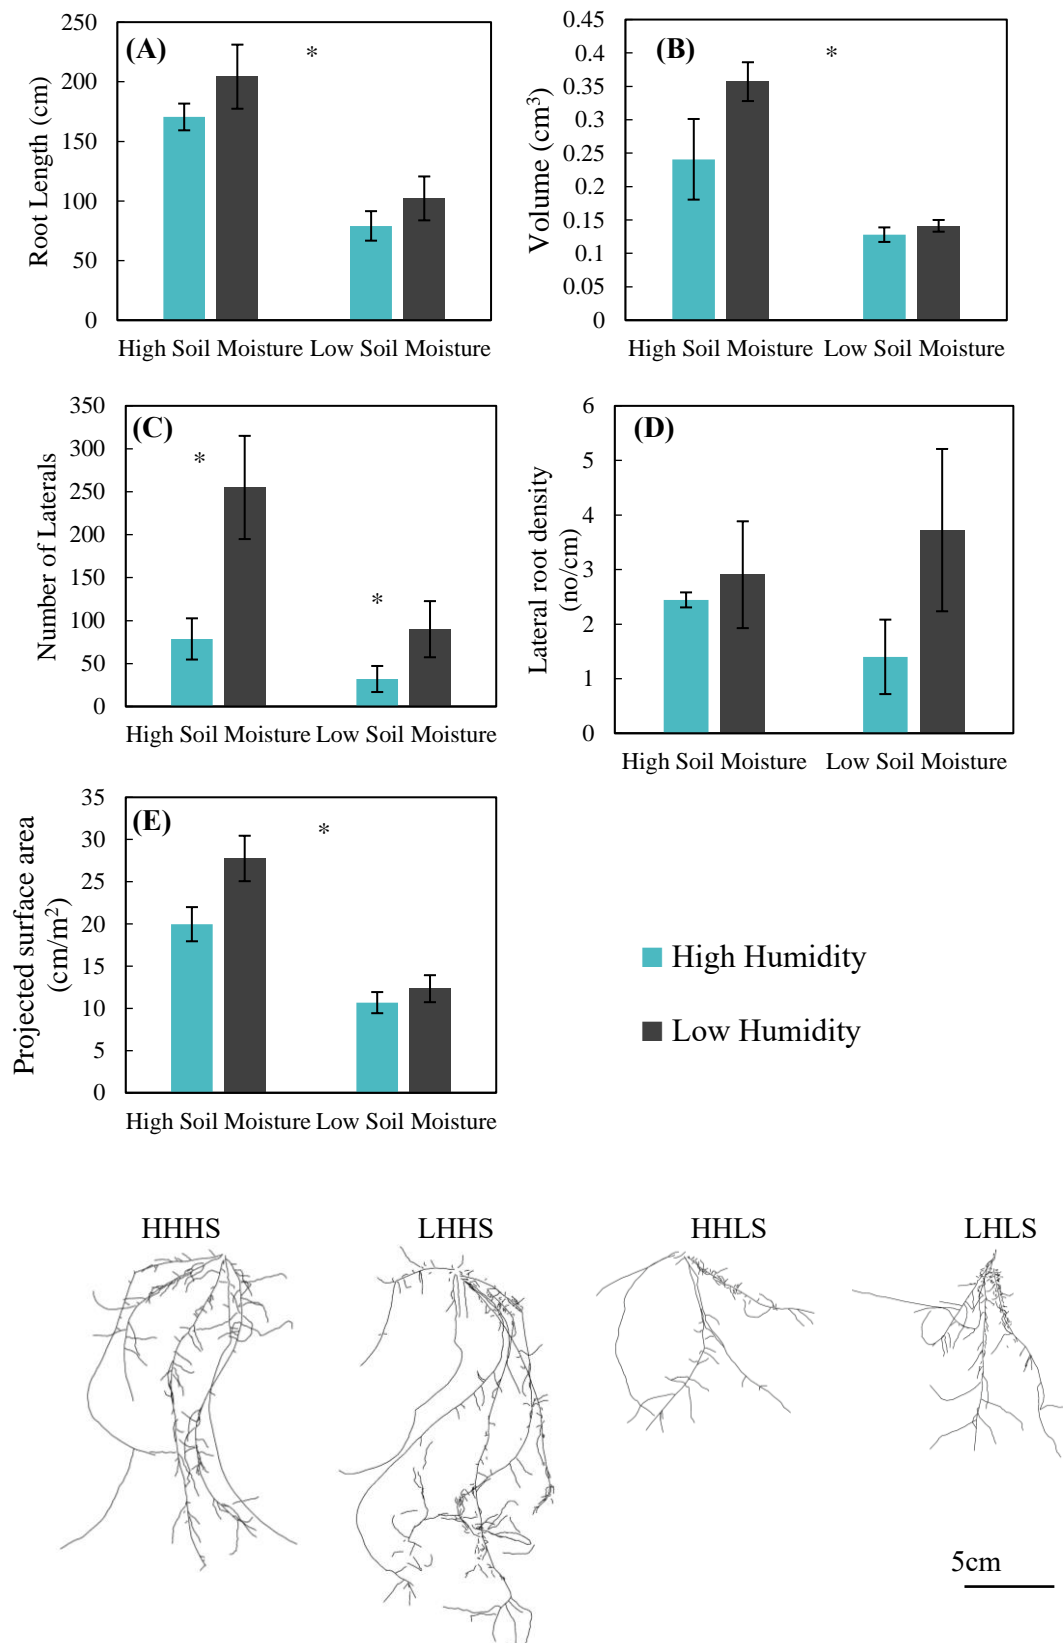 (A)
*
Root Length (cm)
250
200
150
100
50
0
High Soil Moisture Low Soil Moisture
(B)
*
Volume (cm³)
0.45
0.4
0.35
0.3
0.25
0.2
0.15
0.1
0.05
0
High Soil Moisture Low Soil Moisture
(C)
*
*
Number of Laterals
350
300
250
200
150
100
50
0
High Soil Moisture Low Soil Moisture
(D)
Lateral root density
(no/cm)
6
5
4
3
2
1
0
High Soil Moisture Low Soil Moisture
(E)
*
Projected surface area
(cm/m²)
35
30
25
20
15
10
5
0
High Soil Moisture Low Soil Moisture
High Humidity
Low Humidity
HHHS LHHS HHLS LHLS
5cm